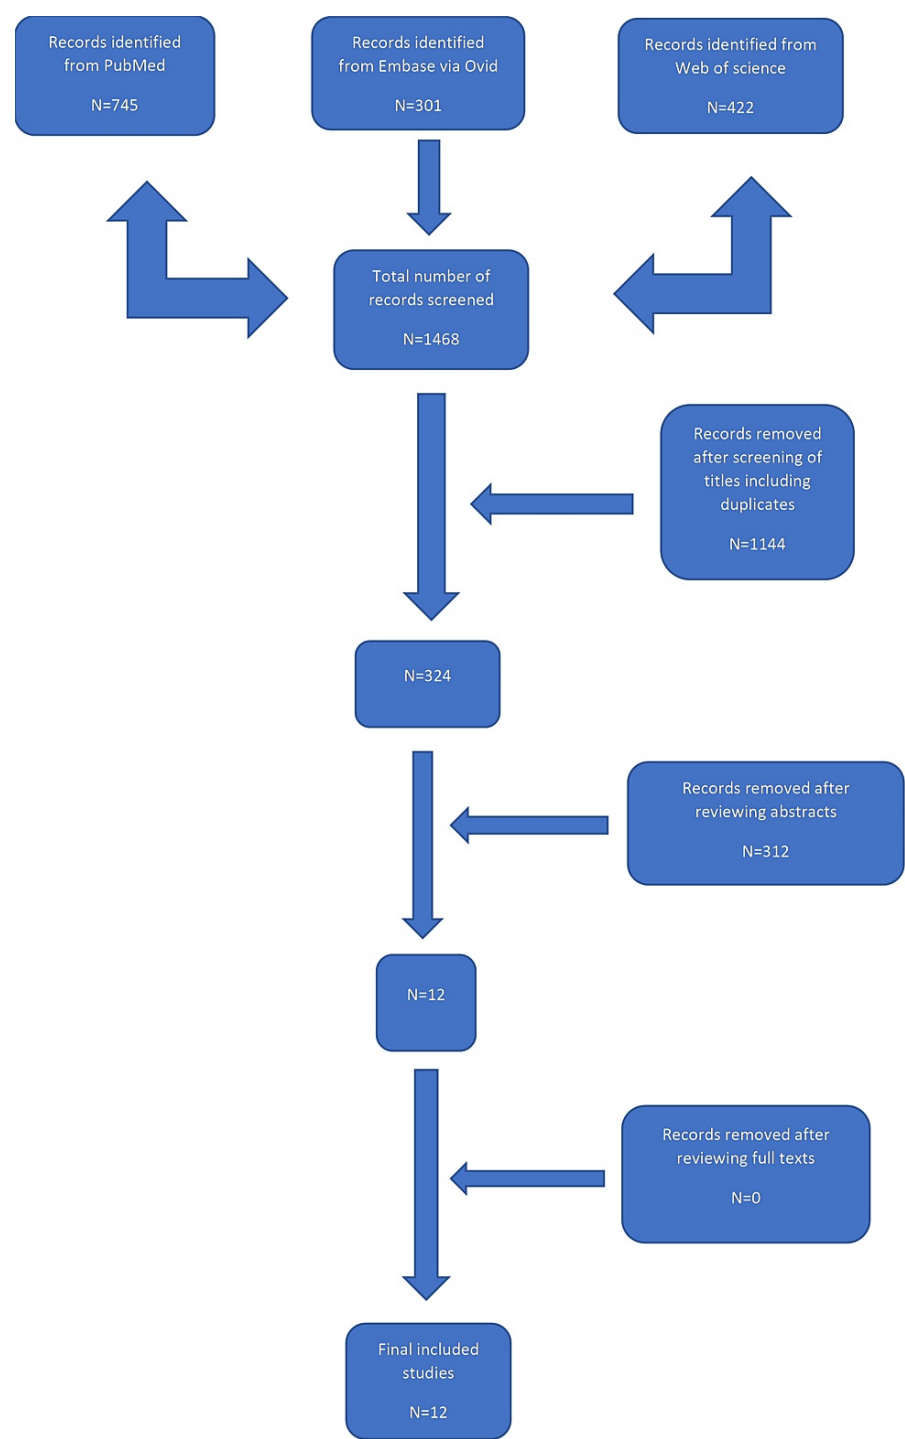 Records identified
from PubMed
N=745
Records identified
from Embase via Ovid
N=301
Records identified from
Web of science
N=422
Total number of
records screened
N=1468
Records removed
after screening of
titles including
duplicates
N=1144
N=324
Records removed after
reviewing abstracts
N=312
N=12
Records removed after
reviewing full texts
N=0
Final included
studies
N=12